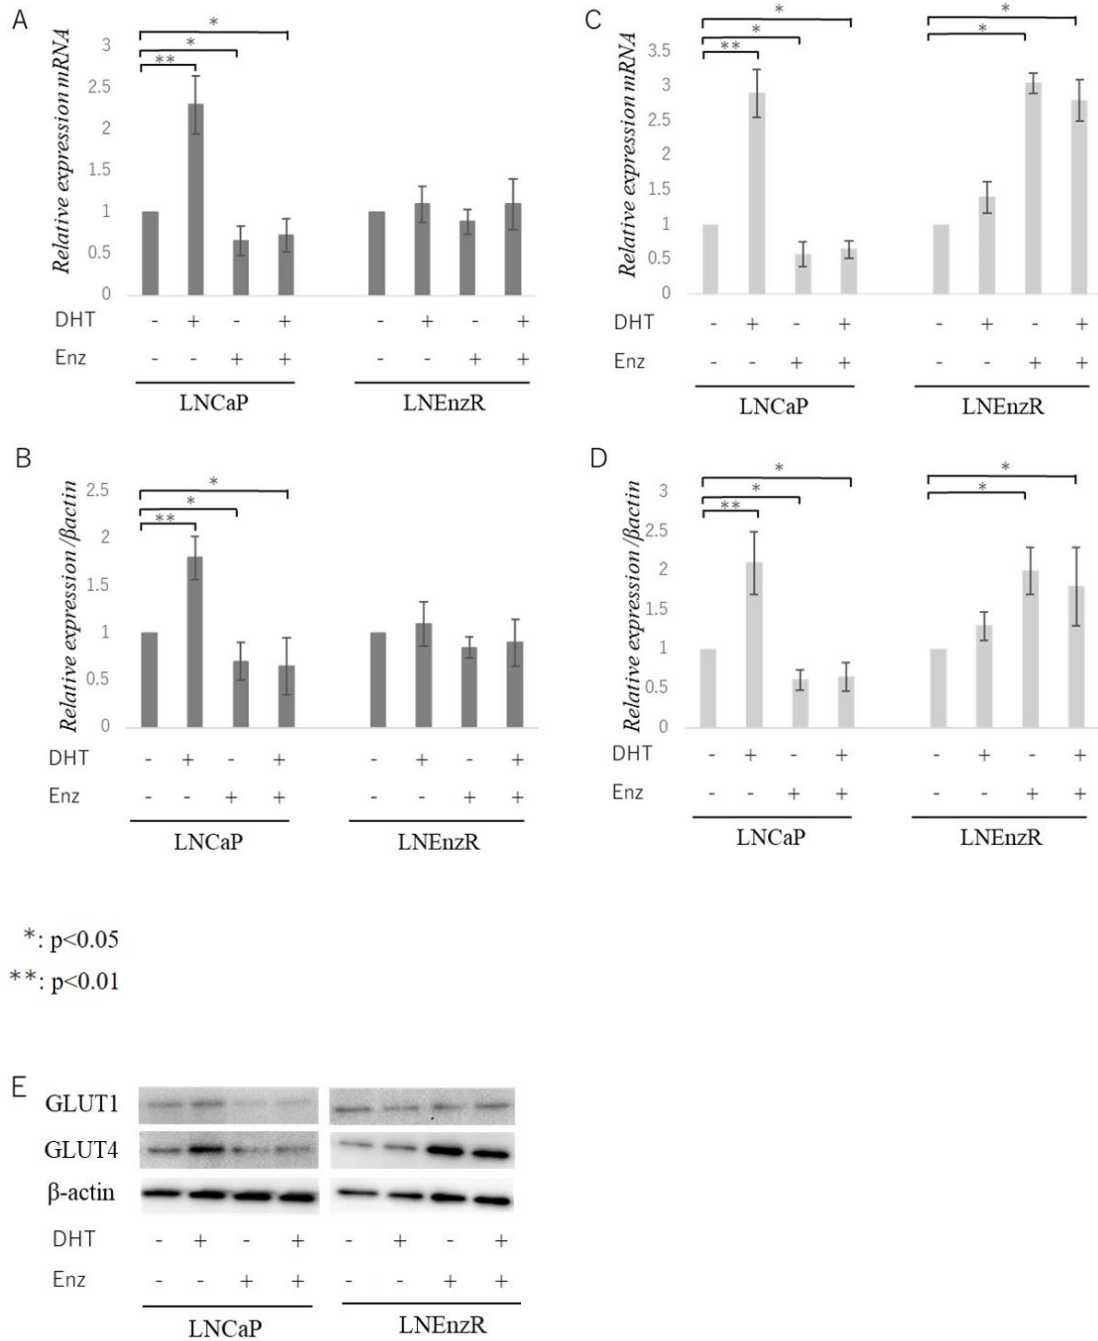 A
Relative expression mRNA
3
2.5
2
1.5
1
0.5
0
*
*
**
DHT - + - + - + - +
Enz - - + + - - + +
LNCaP LNEnzR
C
Relative expression mRNA
3.5
3
2.5
2
1.5
1
0.5
0
*
*
**
*
*
DHT - + - + - + - +
Enz - - + + - - + +
LNCaP LNEnzR
B
Relative expression/βactin
2.5
2
1.5
1
0.5
0
*
*
**
DHT - + - + - + - +
Enz - - + + - - + +
LNCaP LNEnzR
D
Relative expression/βactin
3
2.5
2
1.5
1
0.5
0
*
*
**
*
*
DHT - + - + - + - +
Enz - - + + - - + +
LNCaP LNEnzR
*: p<0.05
**: p<0.01
E
GLUT1
GLUT4
β-actin
DHT - + - + - + - +
Enz - - + + - - + +
LNCaP LNEnzR